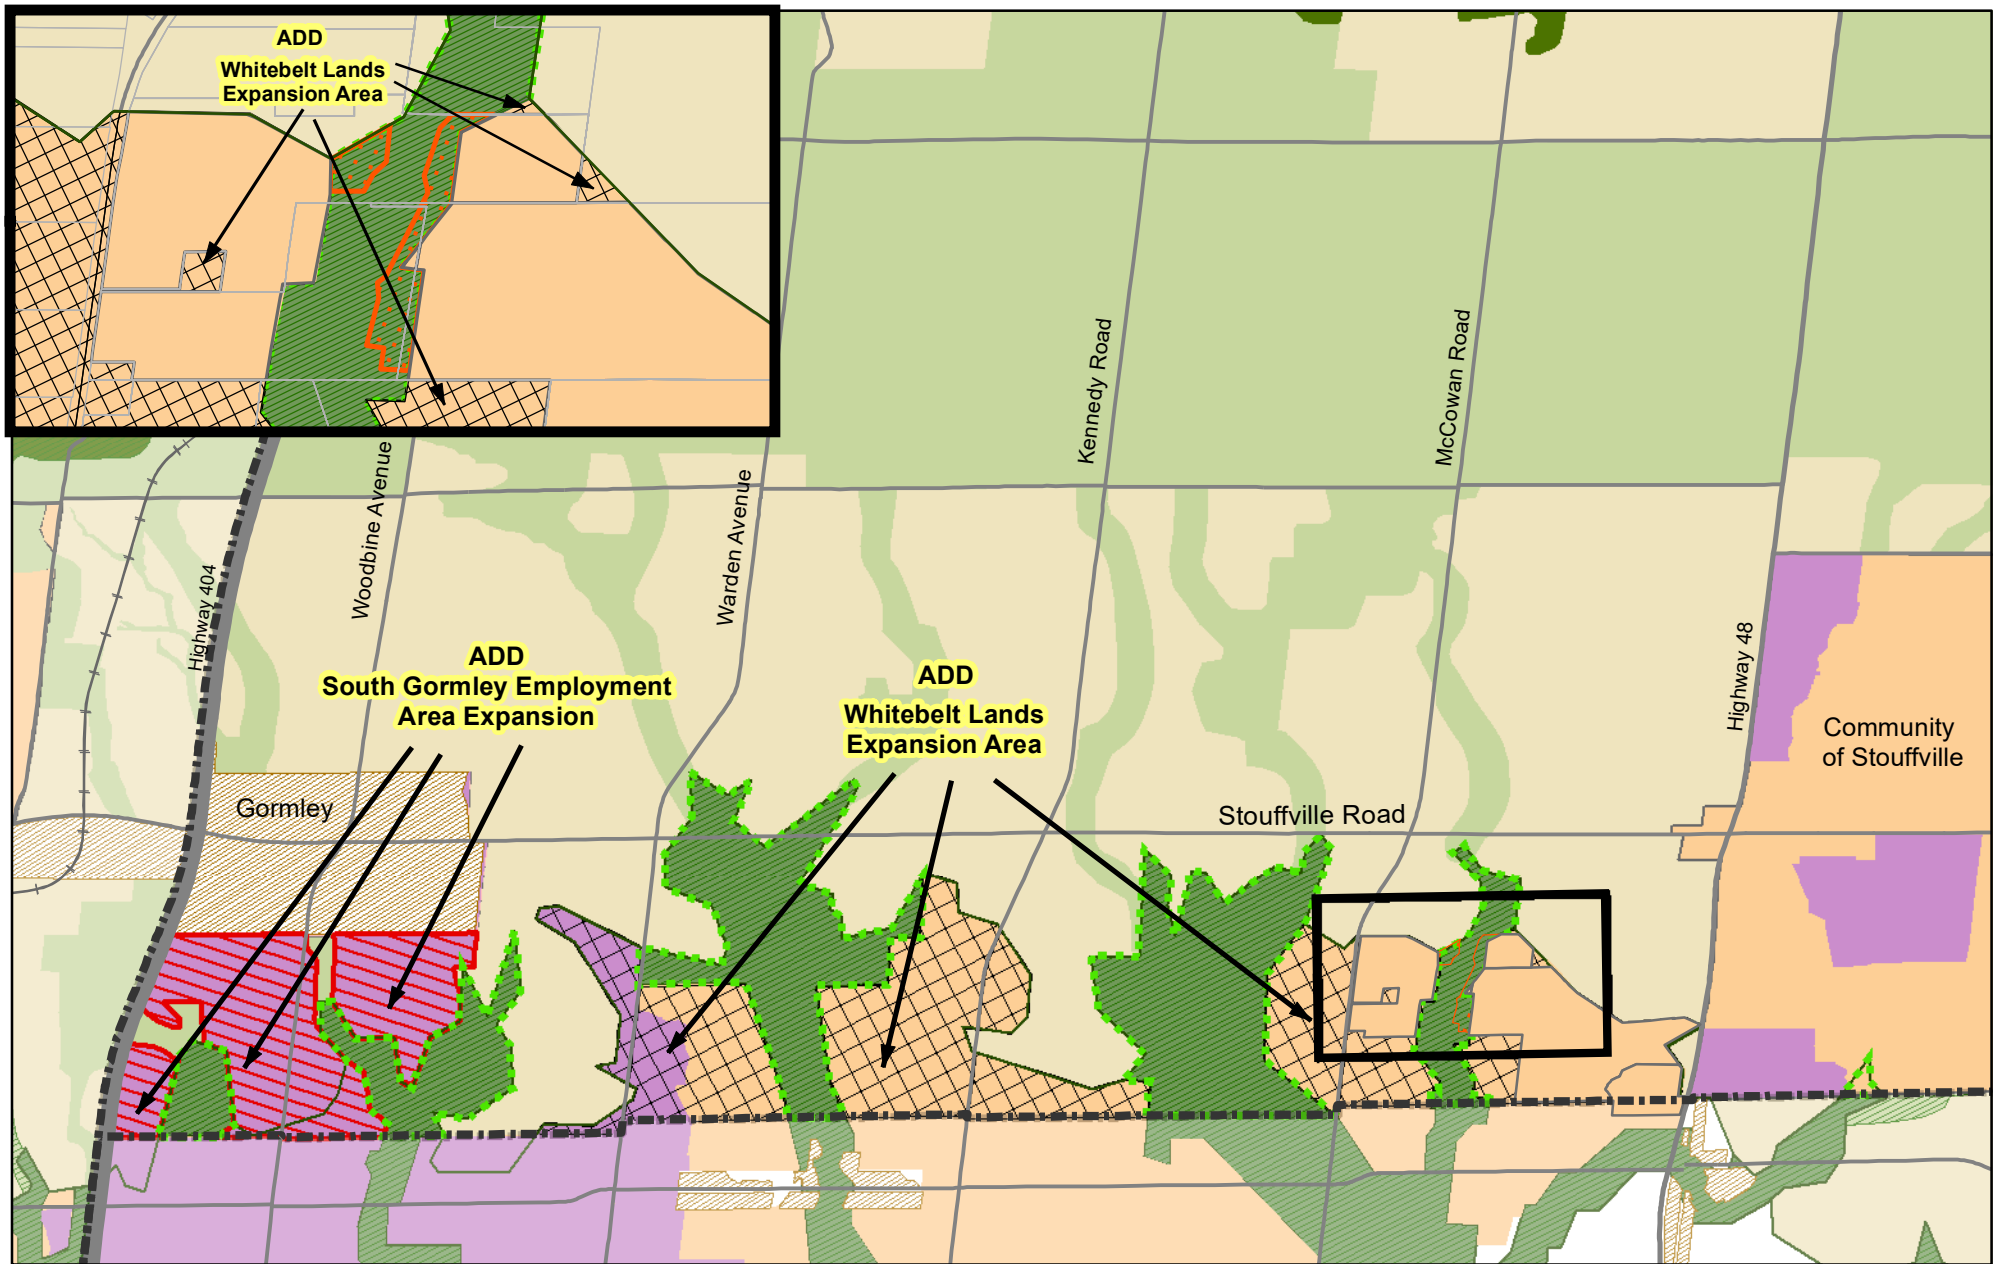 ADD
Whitebelt Lands
Expansion Area
Kennedy Road
McCowan Road
Woodbine Avenue
Warden Avenue
Highway 404
Highway 48
ADD
South Gormley Employment
Area Expansion
ADD
Whitebelt Lands
Expansion Area
Community
of Stouffville
Gormley
Stouffville Road